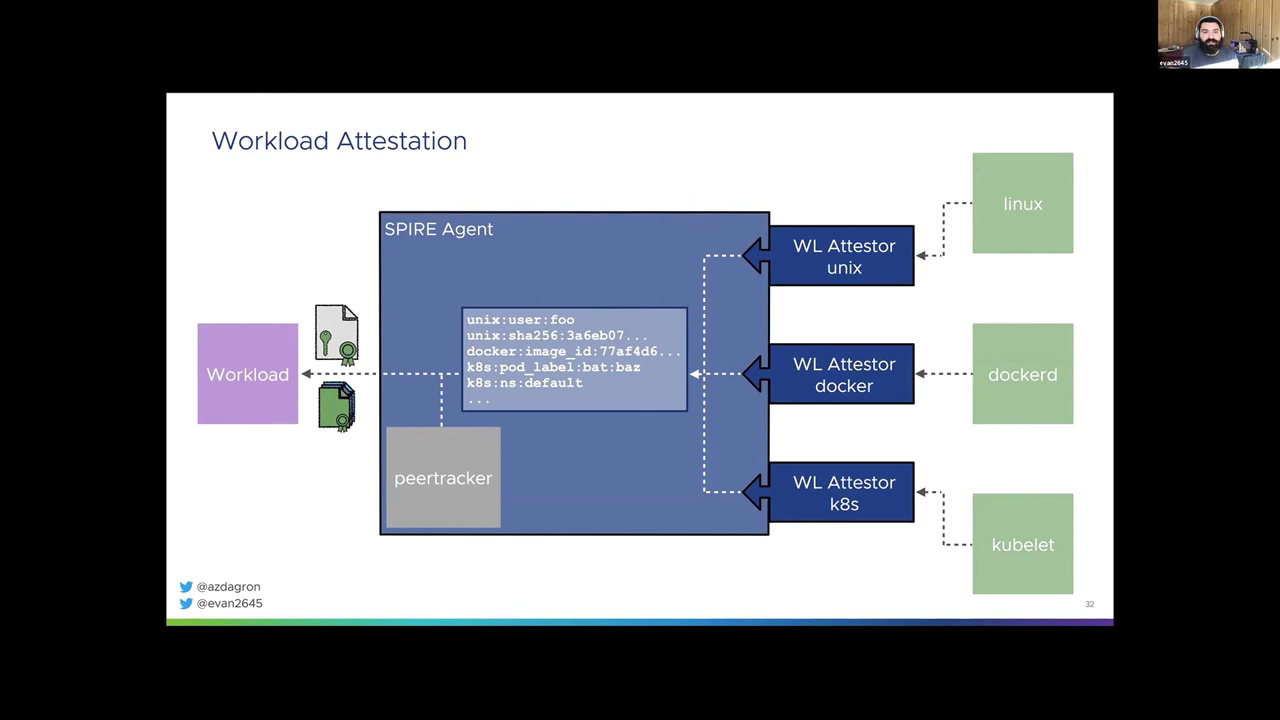 evan2645
Workload Attestation
SPIRE Agent
WL Attestor
unix
linux
unix:user:foo
unix:sha256:3a6eb07...
docker:image_id:77af4d6...
k8s:pod_label:bat:baz
k8s:ns:default
...
Workload
WL Attestor
docker
dockerd
peertracker
WL Attestor
k8s
kubelet
@azdagron
@evan2645
32